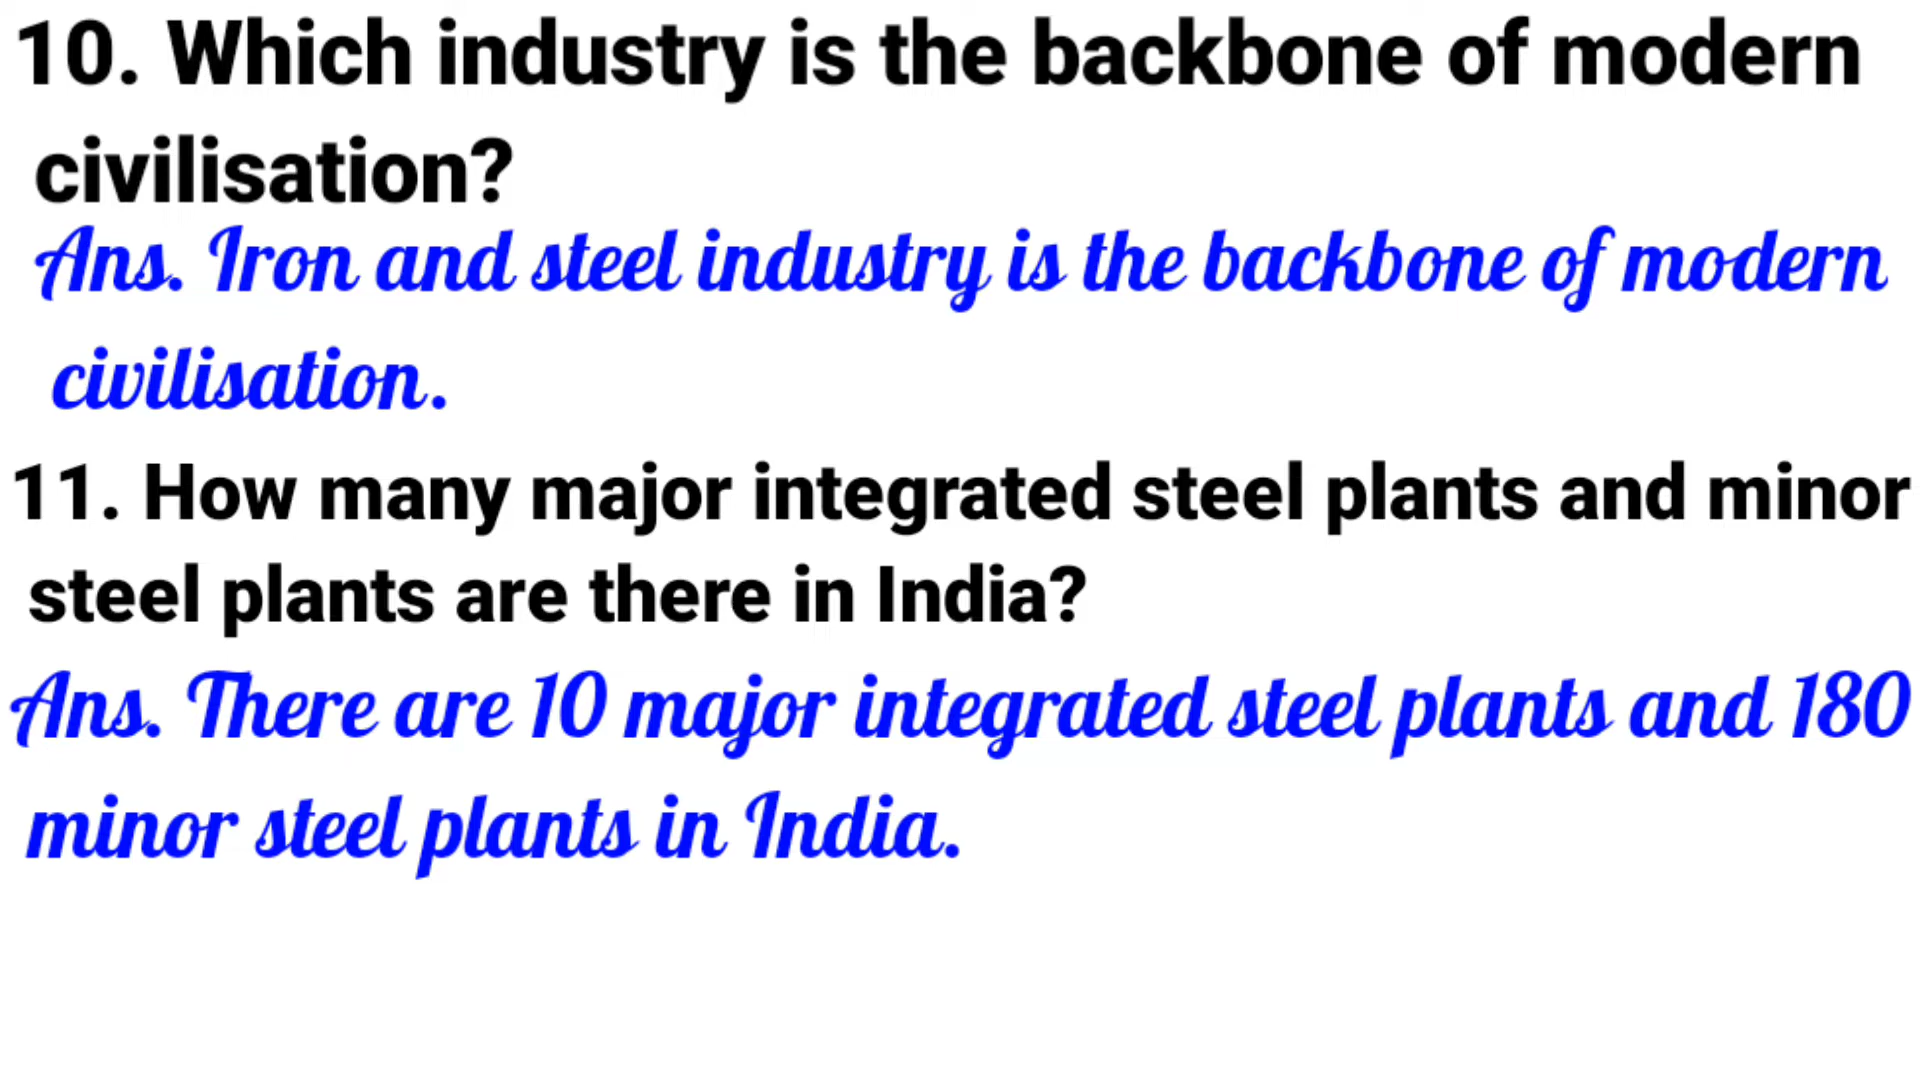 10. Which industry is the backbone of modern
civilisation?
Ans. Iron and steel industry is the backbone of modern
civilisation.
11. How many major integrated steel plants and minor
steel plants are there in India?
Ans. There are 10 major integrated steel plants and 180
minor steel plants in India.